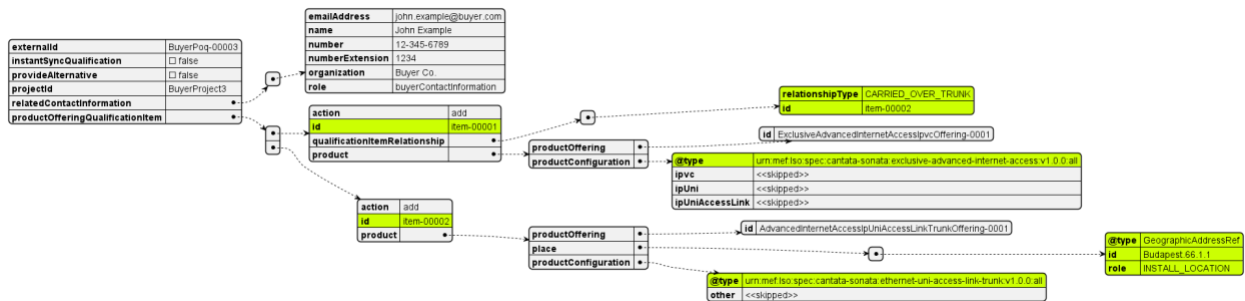 externalId BuyerPoq-00003
instantSyncQualification ☐ false
provideAlternative ☐ false
projectId BuyerProject3
relatedContactInformation
productOfferingQualificationItem
emailAddress john.example@buyer.com
name John Example
number 12-345-6789
numberExtension 1234
organization Buyer Co.
role buyerContactInformation
action add
id item-00001
qualificationItemRelationship
product
relationshipType CARRIED_OVER_TRUNK
id item-00002
productOffering
productConfiguration
id ExclusiveAdvancedInternetAccessIpvcOffering-0001
@type urn:mef:lso:spec:cantata-sonata:exclusive-advanced-internet-access:v1.0.0:all
ipvc <<skipped>>
ipUni <<skipped>>
ipUniAccessLink <<skipped>>
action add
id item-00002
product
productOffering
place
productConfiguration
id AdvancedInternetAccessIpUniAccessLinkTrunkOffering-0001
@type GeographicAddressRef
id Budapest.66.1.1
role INSTALL_LOCATION
@type urn:mef:lso:spec:cantata-sonata:ethernet-uni-access-link-trunk:v1.0.0:all
other <<skipped>>